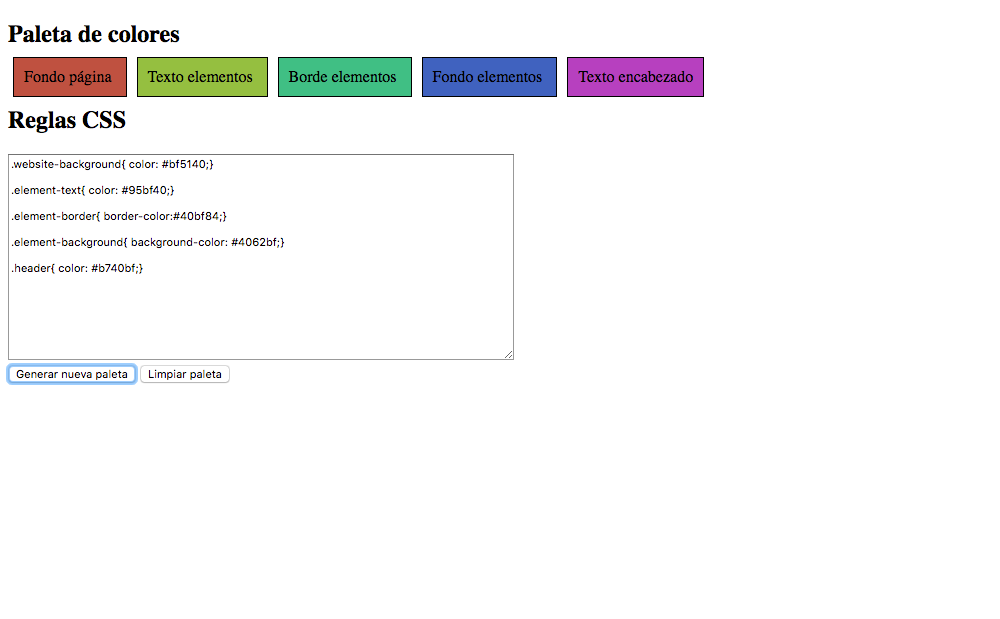 Paleta de colores
Fondo página Texto elementos Borde elementos Fondo elementos Texto encabezado
Reglas CSS
.website-background{ color: #bf5140;}
.element-text{ color: #95bf40;}
.element-border{ border-color:#40bf84;}
.element-background{ background-color: #4062bf;}
.header{ color: #b740bf;}
Generar nueva paleta Limpiar paleta